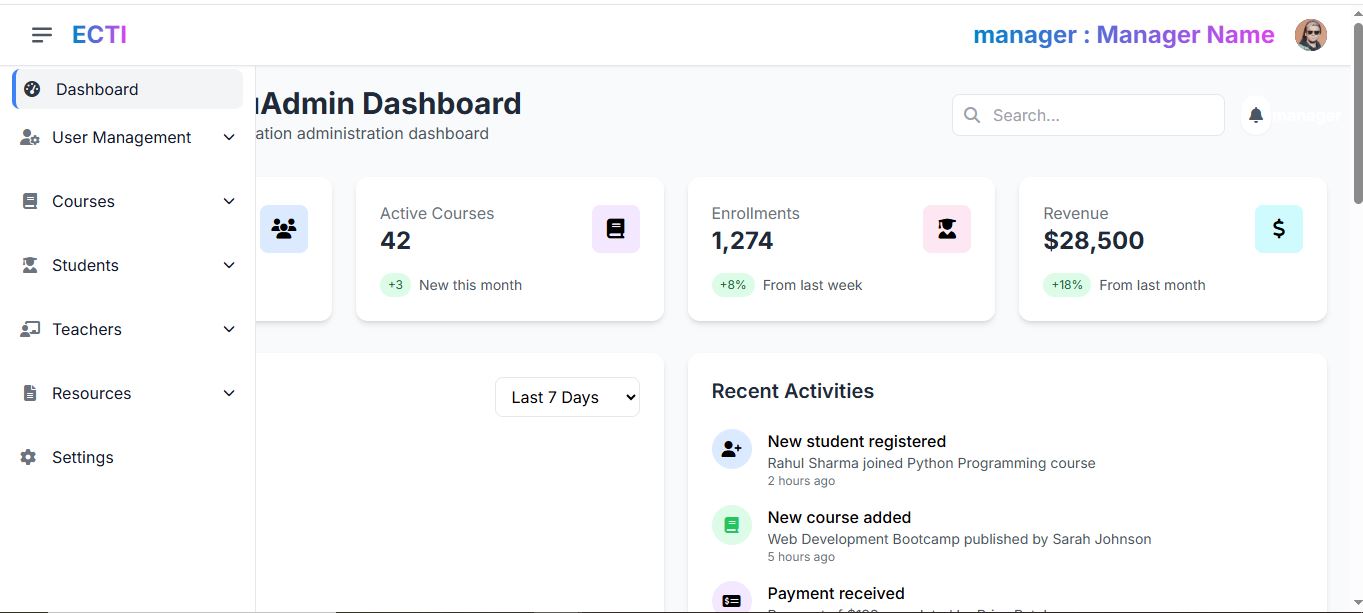 ECTI
manager : Manager Name
Dashboard
User Management
Courses
Students
Teachers
Resources
Settings
Admin Dashboard
ation administration dashboard
Search...
manager
Active Courses
42
+3 New this month
Enrollments
1,274
+8% From last week
Revenue
$
$28,500
+18% From last month
Last 7 Days
Recent Activities
New student registered
Rahul Sharma joined Python Programming course
2 hours ago
New course added
Web Development Bootcamp published by Sarah Johnson
5 hours ago
Payment received